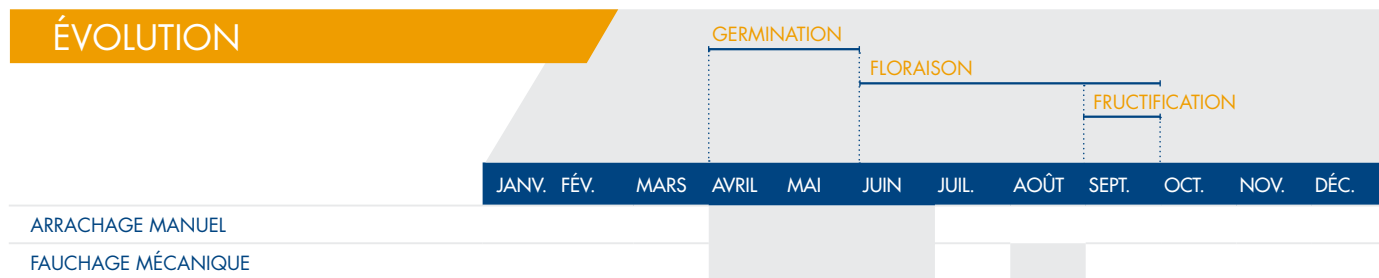 ÉVOLUTION
GERMINATION
FLORAISON
FRUCTIFICATION
JANV. FÉV. MARS AVRIL MAI JUIN JUIL. AOÛT SEPT. OCT. NOV. DÉC.
ARRACHAGE MANUEL
FAUCHAGE MÉCANIQUE